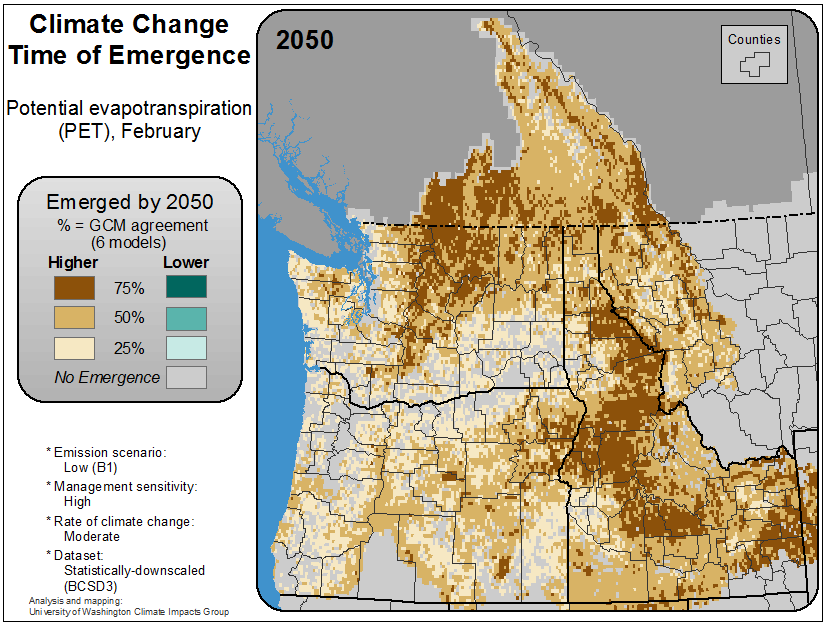 Climate Change
Time of Emergence
Potential evapotranspiration
(PET), February
Emerged by 2050
% = GCM agreement
(6 models)
Higher Lower
75%
50%
25%
No Emergence
* Emission scenario:
Low (B1)
* Management sensitivity:
High
* Rate of climate change:
Moderate
* Dataset:
Statistically-downscaled
(BCSD3)
Analysis and mapping:
University of Washington Climate Impacts Group
2050
Counties